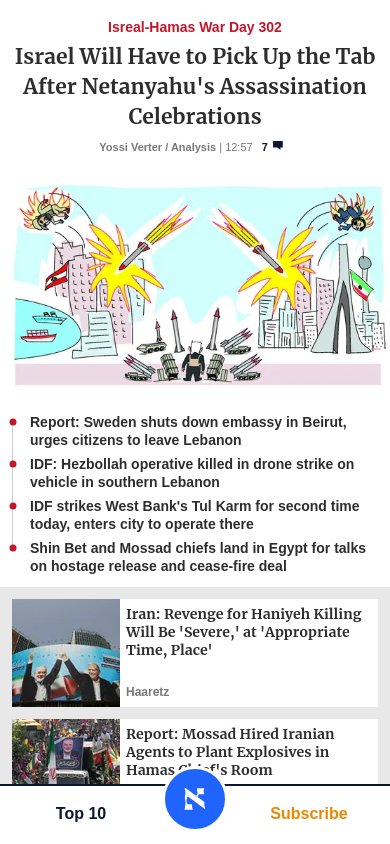 Isreal-Hamas War Day 302
Israel Will Have to Pick Up the Tab
After Netanyahu's Assassination
Celebrations
Yossi Verter / Analysis | 12:57 7
Report: Sweden shuts down embassy in Beirut,
urges citizens to leave Lebanon
IDF: Hezbollah operative killed in drone strike on
vehicle in southern Lebanon
IDF strikes West Bank's Tul Karm for second time
today, enters city to operate there
Shin Bet and Mossad chiefs land in Egypt for talks
on hostage release and cease-fire deal
Iran: Revenge for Haniyeh Killing
Will Be 'Severe,' at 'Appropriate
Time, Place'
Haaretz
Report: Mossad Hired Iranian
Agents to Plant Explosives in
Hamas Chief's Room
Top 10
Subscribe